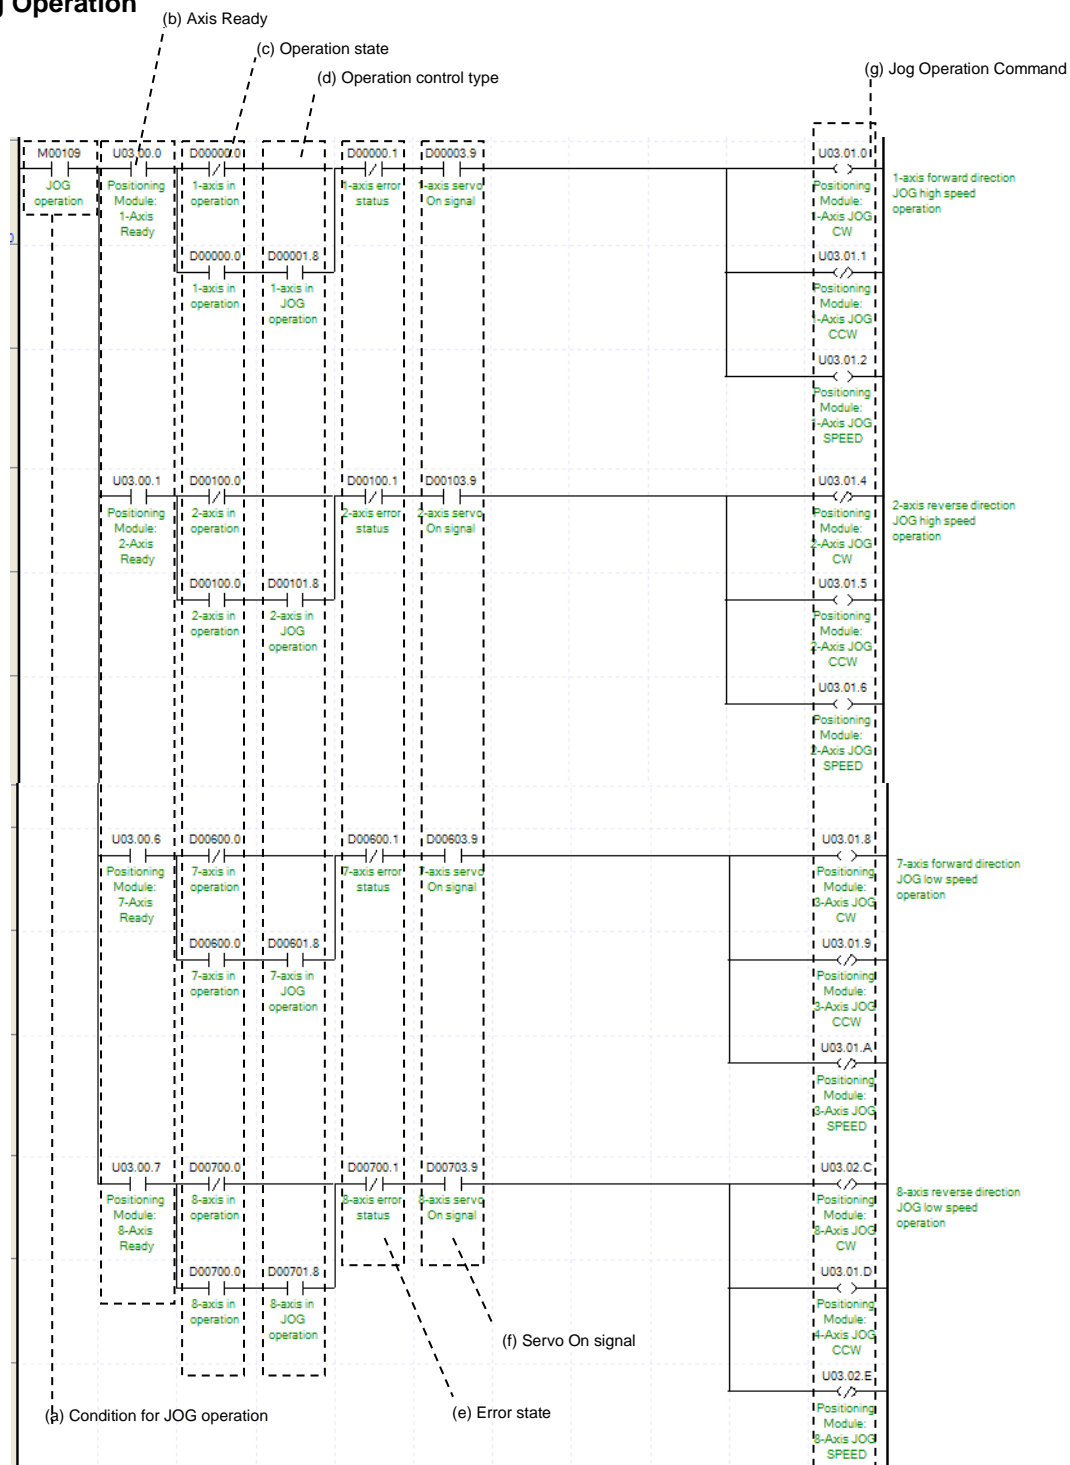 g Operation
(b) Axis Ready
(c) Operation state
(d) Operation control type
(g) Jog Operation Command
M00109
U03.00.0
D00000.0
D00000.1
D00003.9
U03.01.0
JOG
operation
Positioning
Module:
1-Axis
Ready
1-axis in
operation
1-axis error
status
1-axis servo
On signal
Positioning
Module:
1-Axis JOG
CW
1-axis forward direction
JOG high speed
operation
D00000.0
D00001.8
U03.01.1
1-axis in
operation
1-axis in
JOG
operation
Positioning
Module:
1-Axis JOG
CCW
U03.01.2
Positioning
Module:
1-Axis JOG
SPEED
U03.00.1
D00100.0
D00100.1
D00103.9
U03.01.4
Positioning
Module:
2-Axis
Ready
2-axis in
operation
2-axis error
status
2-axis servo
On signal
Positioning
Module:
2-Axis JOG
CW
2-axis reverse direction
JOG high speed
operation
D00100.0
D00101.8
U03.01.5
2-axis in
operation
2-axis in
JOG
operation
Positioning
Module:
2-Axis JOG
CCW
U03.01.6
Positioning
Module:
2-Axis JOG
SPEED
U03.00.6
D00600.0
D00600.1
D00603.9
U03.01.8
Positioning
Module:
7-Axis
Ready
7-axis in
operation
7-axis error
status
7-axis servo
On signal
Positioning
Module:
3-Axis JOG
CW
7-axis forward direction
JOG low speed
operation
D00600.0
D00601.8
U03.01.9
7-axis in
operation
7-axis in
JOG
operation
Positioning
Module:
3-Axis JOG
CCW
U03.01.A
Positioning
Module:
3-Axis JOG
SPEED
U03.00.7
D00700.0
D00700.1
D00703.9
U03.02.C
Positioning
Module:
8-Axis
Ready
8-axis in
operation
8-axis error
status
8-axis servo
On signal
Positioning
Module:
8-Axis JOG
CW
8-axis reverse direction
JOG low speed
operation
D00700.0
D00701.8
U03.01.D
8-axis in
operation
8-axis in
JOG
operation
Positioning
Module:
4-Axis JOG
CCW
U03.02.E
Positioning
Module:
8-Axis JOG
SPEED
(f) Servo On signal
(e) Error state
(a) Condition for JOG operation